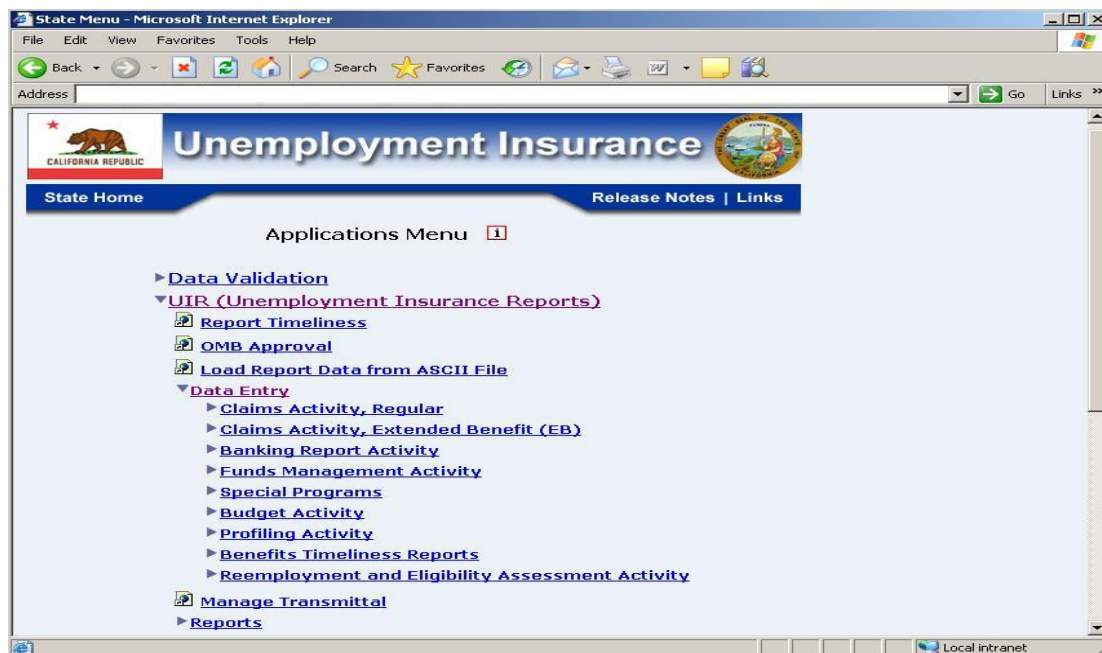 State Menu - Microsoft Internet Explorer
File Edit View Favorites Tools Help
Back Search Favorites
Address Go Links »
CALIFORNIA REPUBLIC
Unemployment Insurance
State Home Release Notes | Links
Applications Menu i
Data Validation
UIR (Unemployment Insurance Reports)
Report Timeliness
OMB Approval
Load Report Data from ASCII File
Data Entry
Claims Activity, Regular
Claims Activity, Extended Benefit (EB)
Banking Report Activity
Funds Management Activity
Special Programs
Budget Activity
Profiling Activity
Benefits Timeliness Reports
Reemployment and Eligibility Assessment Activity
Manage Transmittal
Reports
Local intranet